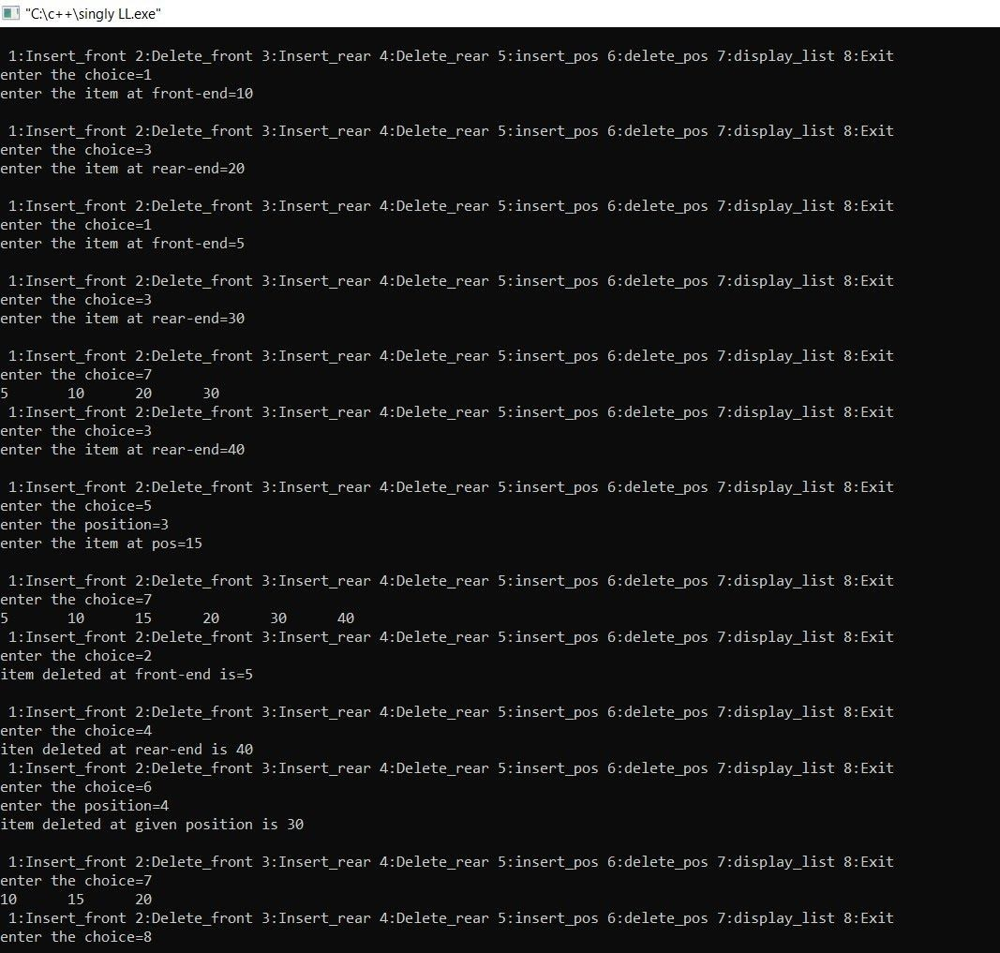 "C:\c++\singly LL.exe"
1:Insert_front 2:Delete_front 3:Insert_rear 4:Delete_rear 5:insert_pos 6:delete_pos 7:display_list 8:Exit
enter the choice=1
enter the item at front-end=10
1:Insert_front 2:Delete_front 3:Insert_rear 4:Delete_rear 5:insert_pos 6:delete_pos 7:display_list 8:Exit
enter the choice=3
enter the item at rear-end=20
1:Insert_front 2:Delete_front 3:Insert_rear 4:Delete_rear 5:insert_pos 6:delete_pos 7:display_list 8:Exit
enter the choice=1
enter the item at front-end=5
1:Insert_front 2:Delete_front 3:Insert_rear 4:Delete_rear 5:insert_pos 6:delete_pos 7:display_list 8:Exit
enter the choice=3
enter the item at rear-end=30
1:Insert_front 2:Delete_front 3:Insert_rear 4:Delete_rear 5:insert_pos 6:delete_pos 7:display_list 8:Exit
enter the choice=7
5 10 20 30
1:Insert_front 2:Delete_front 3:Insert_rear 4:Delete_rear 5:insert_pos 6:delete_pos 7:display_list 8:Exit
enter the choice=3
enter the item at rear-end=40
1:Insert_front 2:Delete_front 3:Insert_rear 4:Delete_rear 5:insert_pos 6:delete_pos 7:display_list 8:Exit
enter the choice=5
enter the position=3
enter the item at pos=15
1:Insert_front 2:Delete_front 3:Insert_rear 4:Delete_rear 5:insert_pos 6:delete_pos 7:display_list 8:Exit
enter the choice=7
5 10 15 20 30 40
1:Insert_front 2:Delete_front 3:Insert_rear 4:Delete_rear 5:insert_pos 6:delete_pos 7:display_list 8:Exit
enter the choice=2
item deleted at front-end is=5
1:Insert_front 2:Delete_front 3:Insert_rear 4:Delete_rear 5:insert_pos 6:delete_pos 7:display_list 8:Exit
enter the choice=4
iten deleted at rear-end is 40
1:Insert_front 2:Delete_front 3:Insert_rear 4:Delete_rear 5:insert_pos 6:delete_pos 7:display_list 8:Exit
enter the choice=6
enter the position=4
item deleted at given position is 30
1:Insert_front 2:Delete_front 3:Insert_rear 4:Delete_rear 5:insert_pos 6:delete_pos 7:display_list 8:Exit
enter the choice=7
10 15 20
1:Insert_front 2:Delete_front 3:Insert_rear 4:Delete_rear 5:insert_pos 6:delete_pos 7:display_list 8:Exit
enter the choice=8